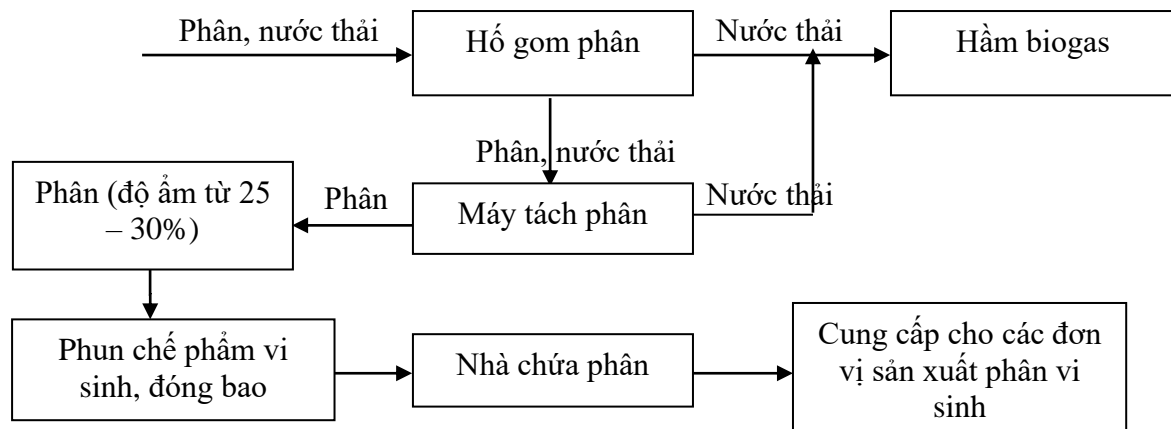 Phân, nước thải
Hố gom phân
Nước thải
Hầm biogas
Phân, nước thải
Phân (độ ẩm từ 25
– 30%)
Phân
Máy tách phân
Nước thải
Phun chế phẩm vi
sinh, đóng bao
Nhà chứa phân
Cung cấp cho các đơn
vị sản xuất phân vi
sinh